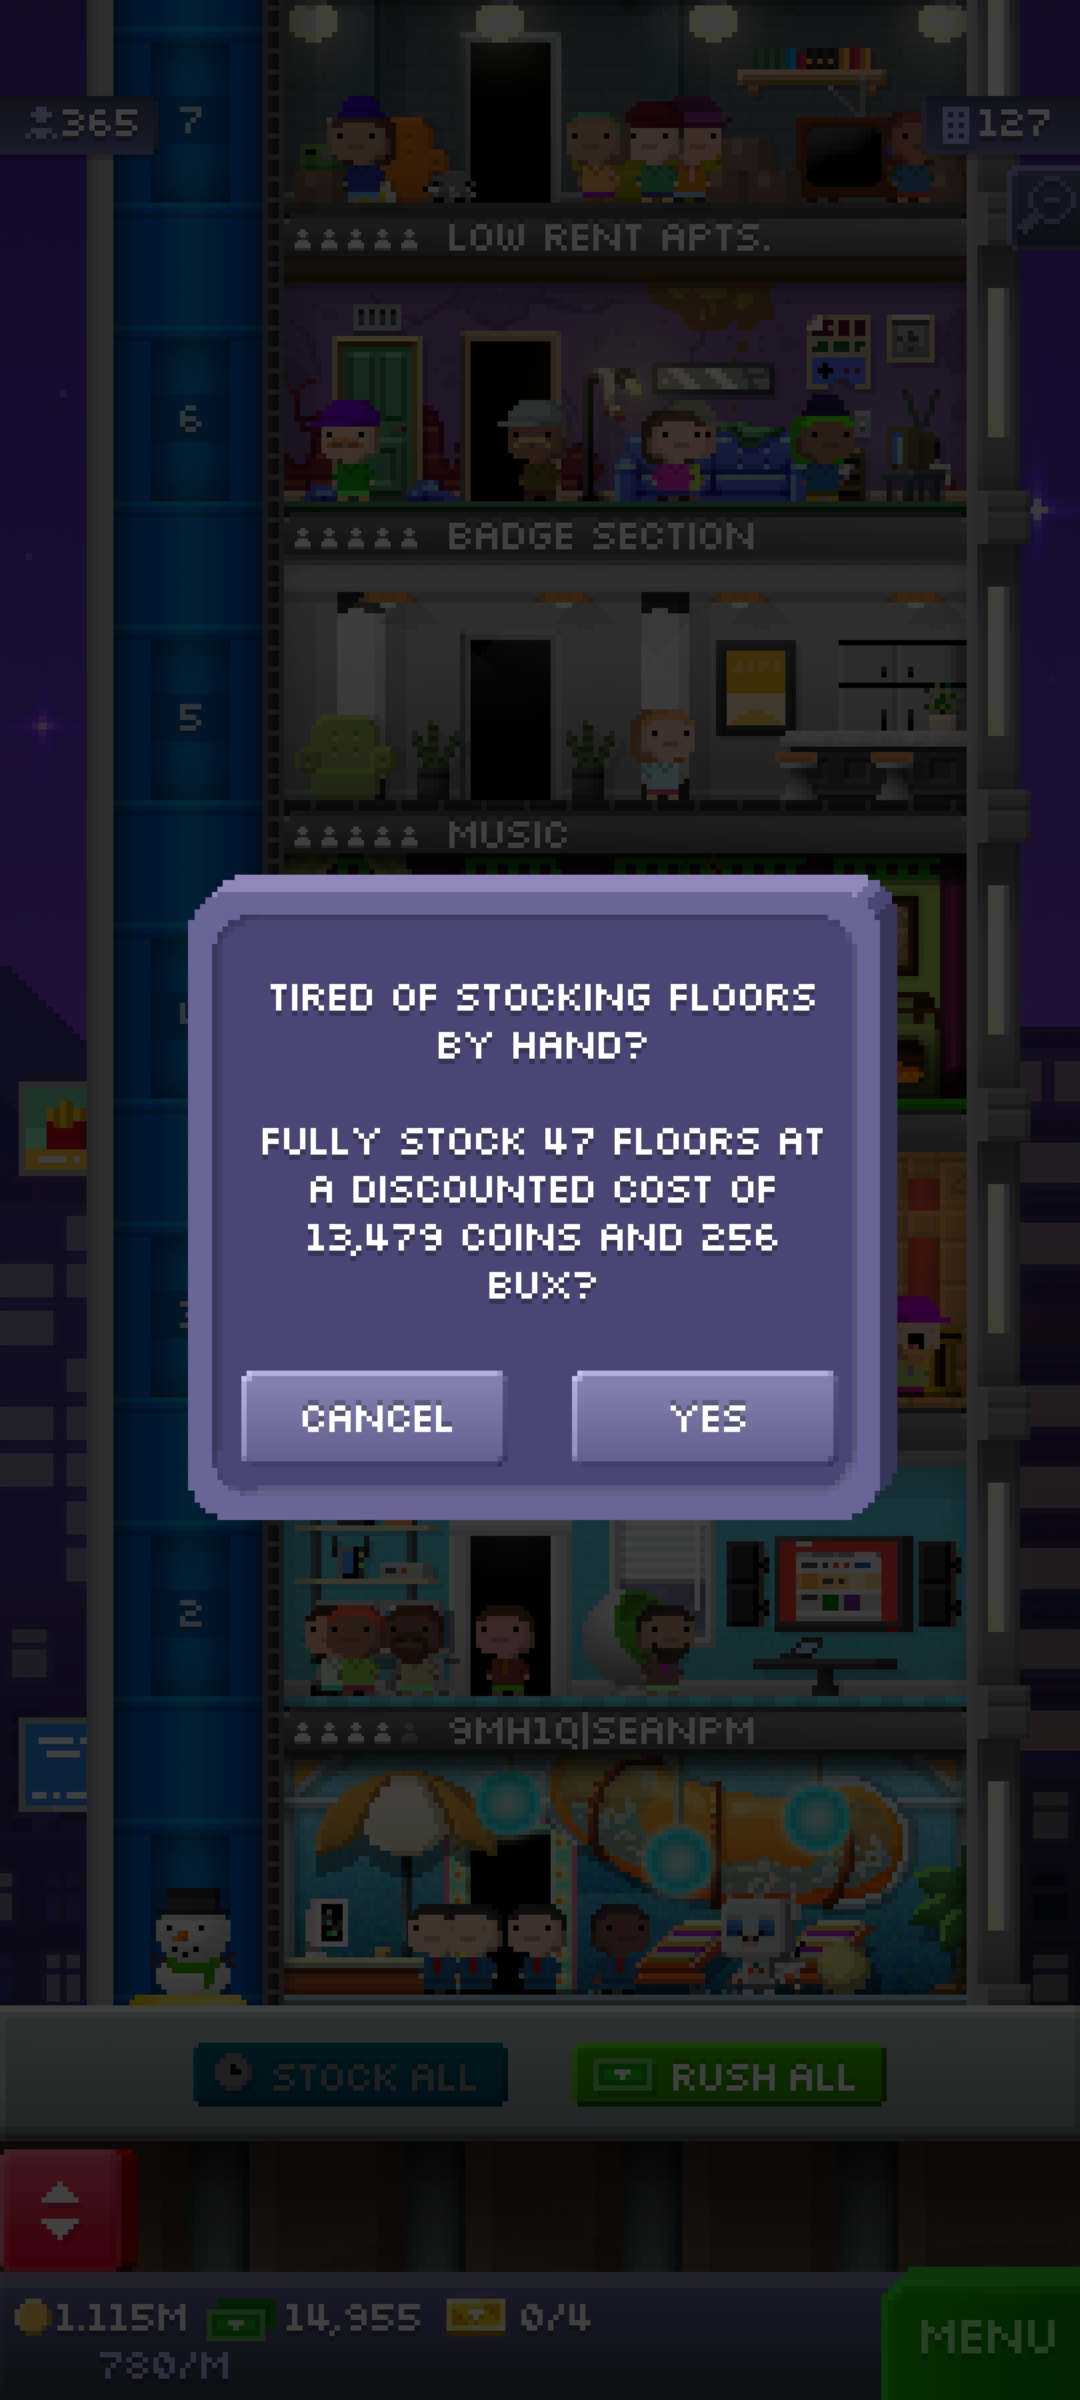 365
7
127
LOW RENT APTS.
6
BADGE SECTION
5
MUSIC
TIRED OF STOCKING FLOORS
BY HAND?
FULLY STOCK 47 FLOORS AT
A DISCOUNTED COST OF
13,479 COINS AND 256
BUX?
CANCEL
YES
2
9MH1Q|SEANPM
STOCK ALL
RUSH ALL
1.115M
14,955
0/4
780/M
MENU